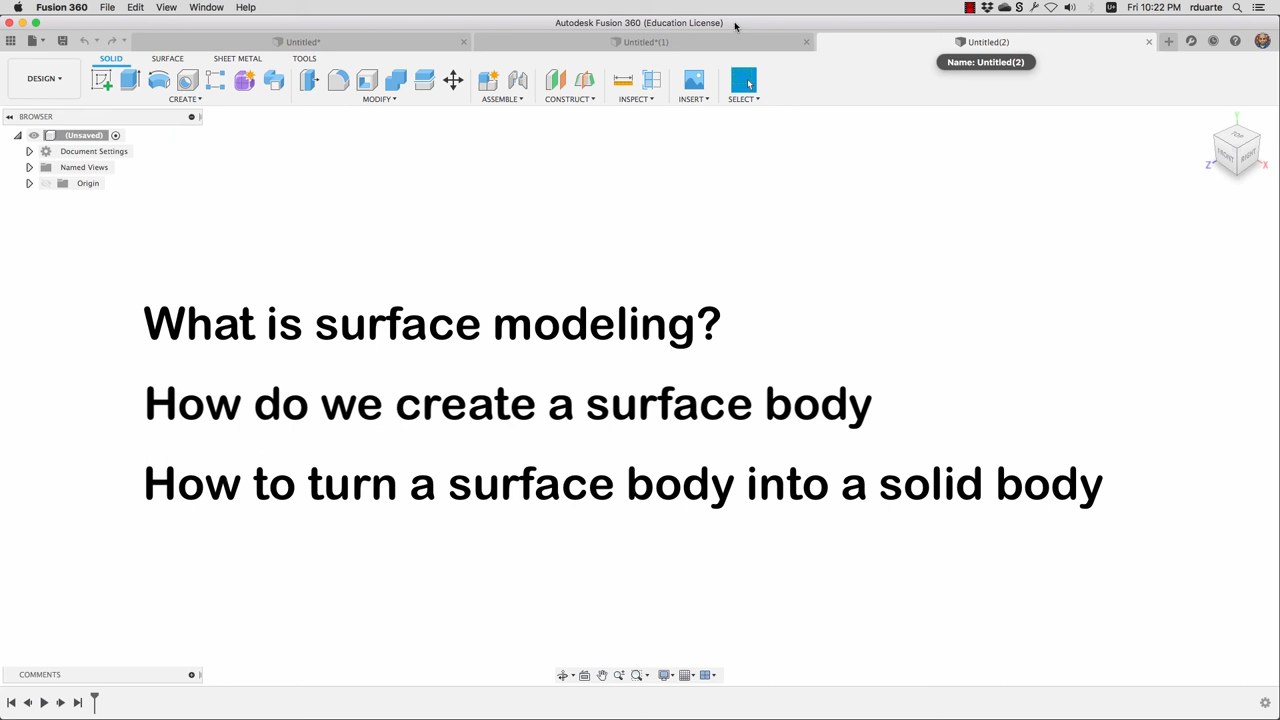 Fusion 360 File Edit View Window Help
Fri 10:22 PM rduarte
Autodesk Fusion 360 (Education License)
Untitled* Untitled*(1) Untitled(2)
Name: Untitled(2)
SOLID SURFACE SHEET METAL TOOLS
DESIGN
CREATE MODIFY ASSEMBLE CONSTRUCT INSPECT INSERT SELECT
BROWSER
(Unsaved)
Document Settings
Named Views
Origin
Y
TOP
FRONT RIGHT
Z X
What is surface modeling?
How do we create a surface body
How to turn a surface body into a solid body
COMMENTS